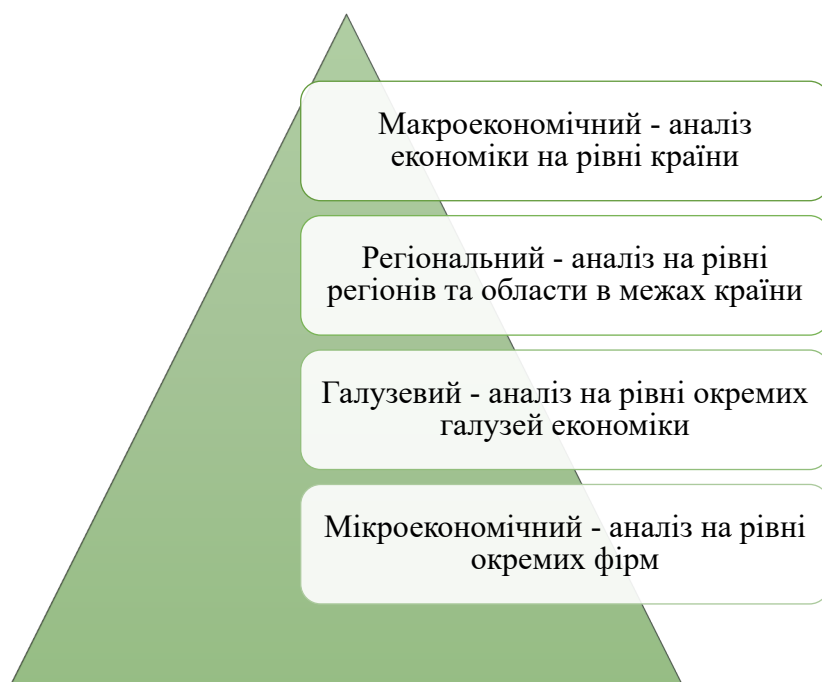 Макроекономічний - аналіз
економіки на рівні країни
Регіональний - аналіз на рівні
регіонів та області в межах країни
Галузевий - аналіз на рівні окремих
галузей економіки
Мікроекономічний - аналіз на рівні
окремих фірм